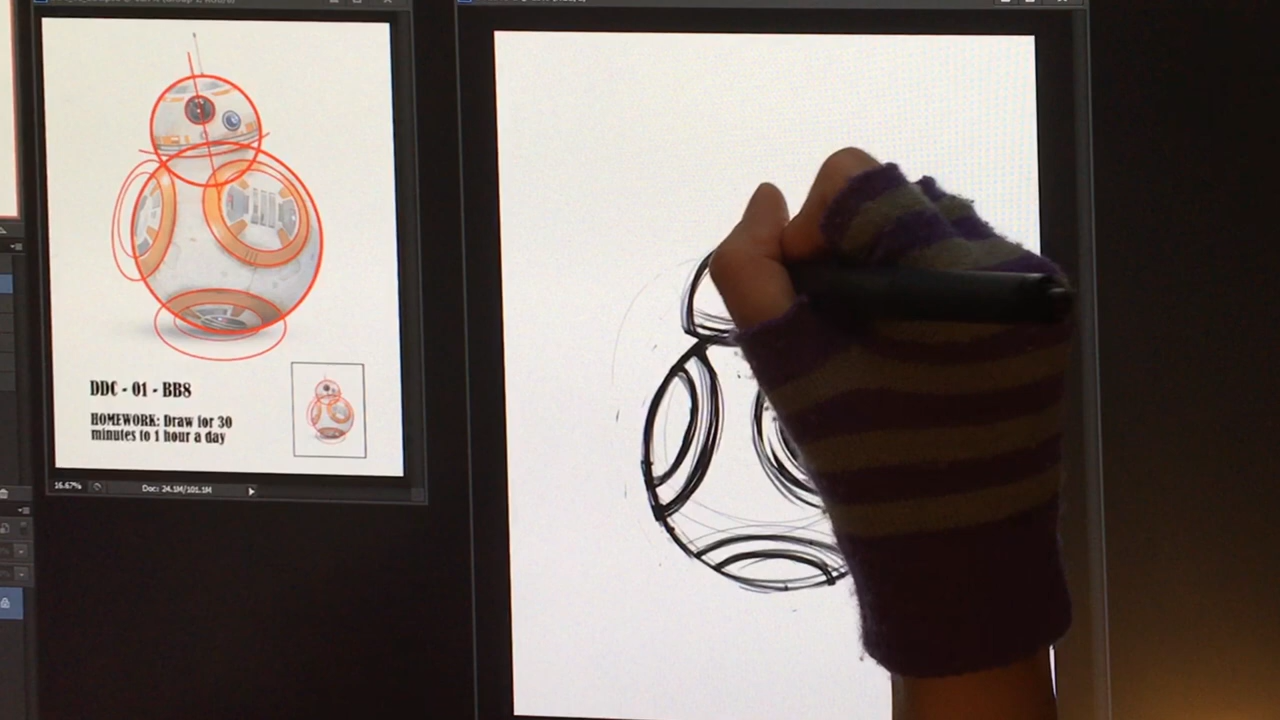 DDC - 01 - BB8
HOMEWORK: Draw for 30
minutes to 1 hour a day
16.67%
Doc: 24.1M/101.1M